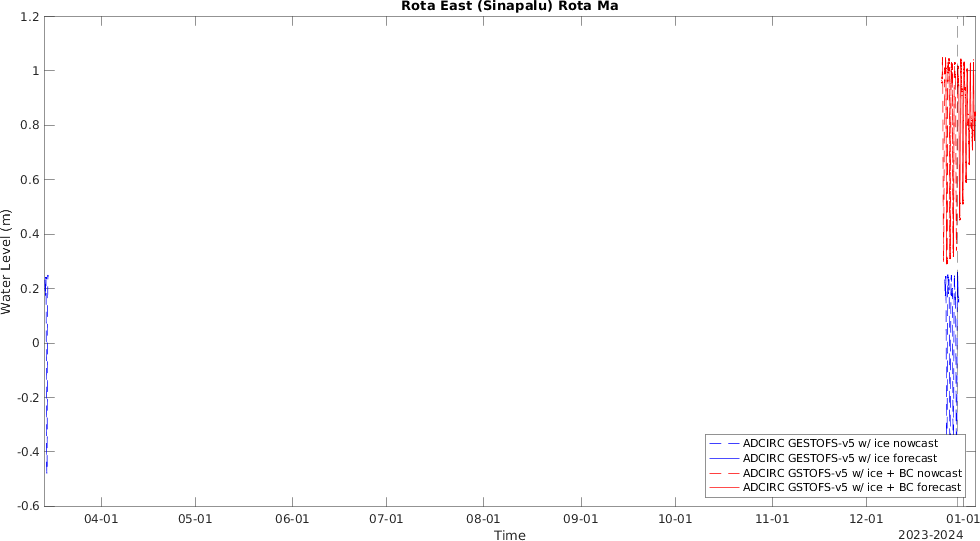 Rota East (Sinapalu) Rota Ma
1.2
1
0.8
0.6
0.4
0.2
0
-0.2
-0.4
-0.6
Water Level (m)
ADCIRC GESTOFS-v5 w/ ice nowcast
ADCIRC GESTOFS-v5 w/ ice forecast
ADCIRC GSTOFS-v5 w/ ice + BC nowcast
ADCIRC GSTOFS-v5 w/ ice + BC forecast
04-01 05-01 06-01 07-01 08-01 09-01 10-01 11-01 12-01 01-01
Time
2023-2024